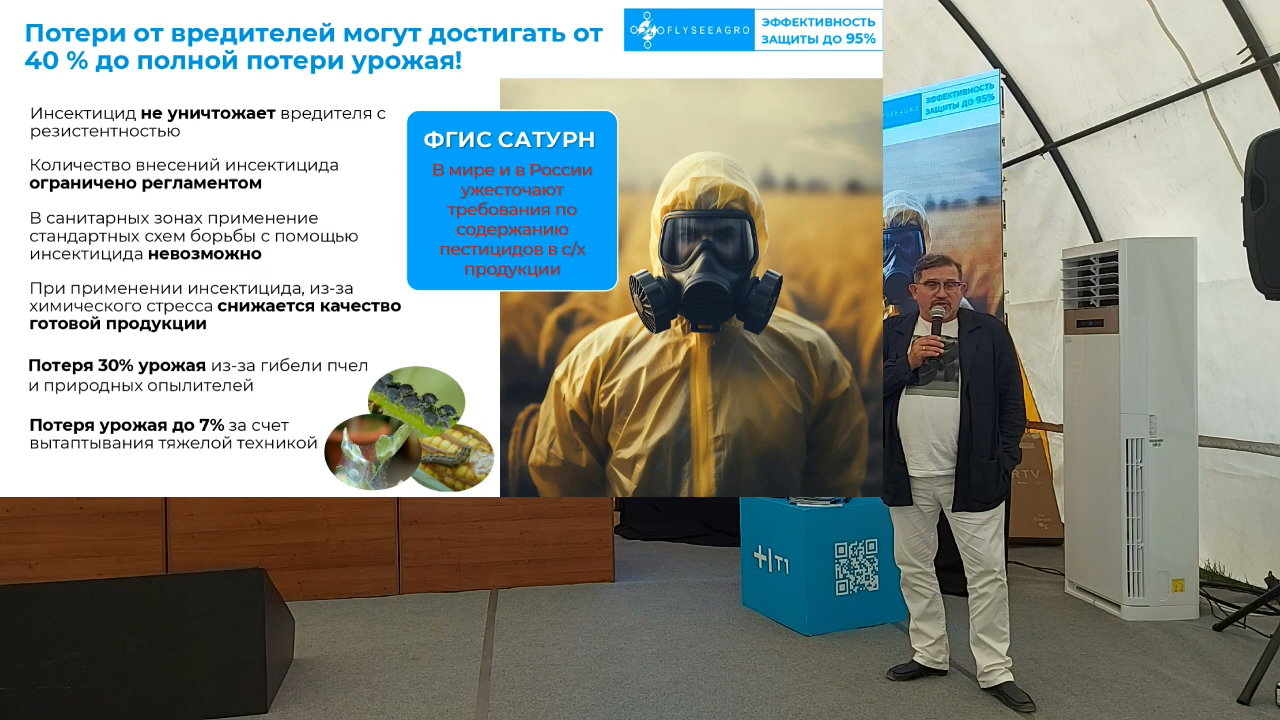 Потери от вредителей могут достигать от
40 % до полной потери урожая!
FLYSEEAGRO
ЭФФЕКТИВНОСТЬ
ЗАЩИТЫ ДО 95%
Инсектицид не уничтожает вредителя с
резистентностью
Количество внесений инсектицида
ограничено регламентом
В санитарных зонах применение
стандартных схем борьбы с помощью
инсектицида невозможно
При применении инсектицида, из-за
химического стресса снижается качество
готовой продукции
Потеря 30% урожая из-за гибели пчел
и природных опылителей
Потеря урожая до 7% за счет
вытаптывания тяжелой техникой
ФГИС САТУРН
В мире и в России
ужесточают
требования по
содержанию
пестицидов в с/х
продукции
ЭФФЕКТИВНОСТЬ
ЗАЩИТЫ ДО 95%
T1